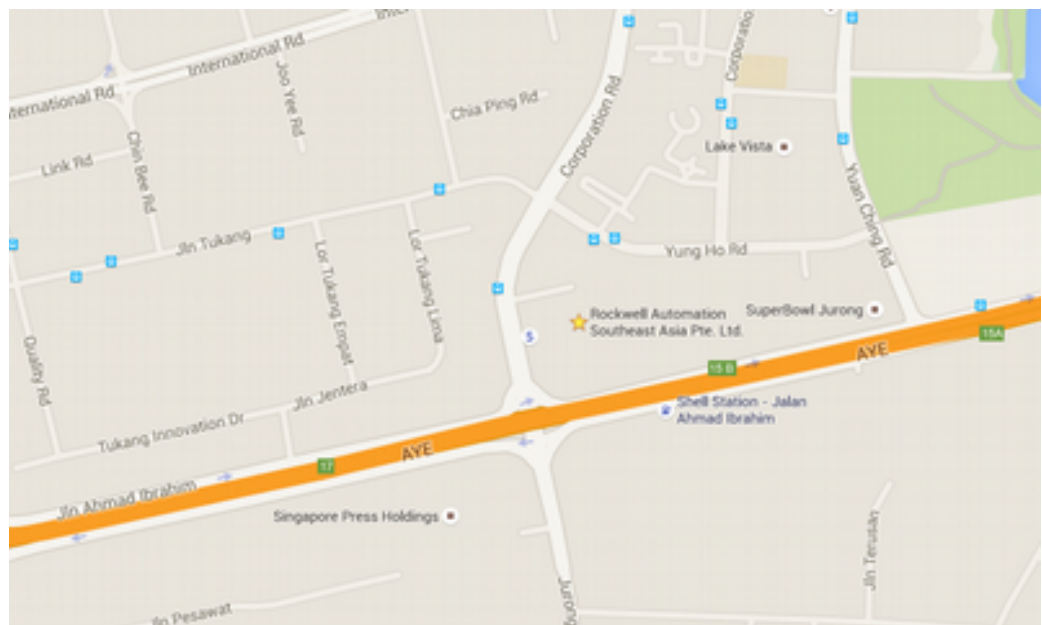 Inte
International Rd
ternational Rd
Joo Yee Rd
Chia Ping Rd
Corporation Rd
Corporatio
Link Rd
Chin Bee Rd
Lake Vista
Yuan Ching Rd
Jln Tukang
Lor Tukang Empat
Lor Tukang Lima
Yung Ho Rd
Rockwell Automation
Southeast Asia Pte. Ltd.
SuperBowl Jurong
S
15A
AYE
15 B
Quality Rd
Jln Jentera
Shell Station - Jalan
Ahmad Ibrahim
Tukang Innovation Dr
AYE
17
Jln Ahmad Ibrahim
Singapore Press Holdings
Jln Terusan
Jurong
Jln Pesawat